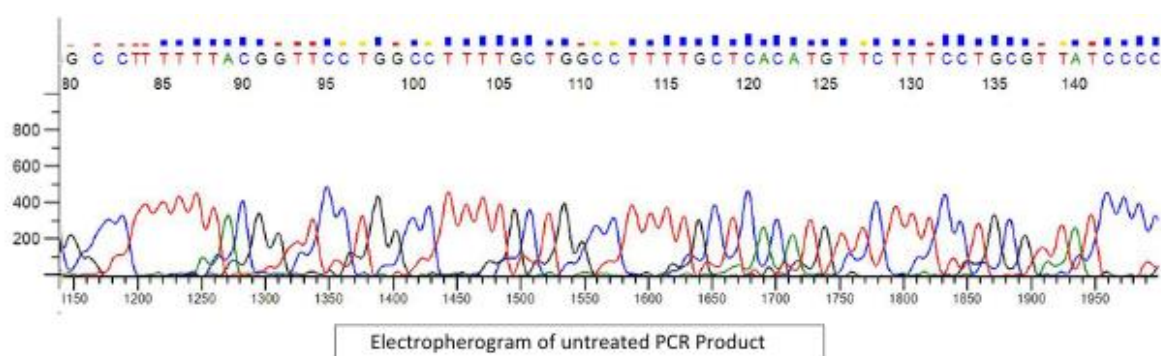 G C C TT TTTTACGGTTCCTGGCCTTTTGCTGGCCTTTTGCTCACATGTTCTTTCCTGCGTTATCCCC
80 85 90 95 100 105 110 115 120 125 130 135 140
800
600
400
200
1150 1200 1250 1300 1350 1400 1450 1500 1550 1600 1650 1700 1750 1800 1850 1900 1950
Electropherogram of untreated PCR Product